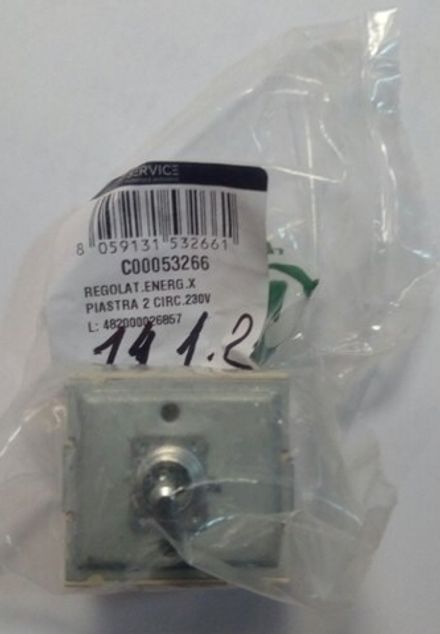 SERVICE
8 059131 532661
C00053266
REGOLAT.ENERG.X
PIASTRA 2 CIRC.230V
L: 482000026857